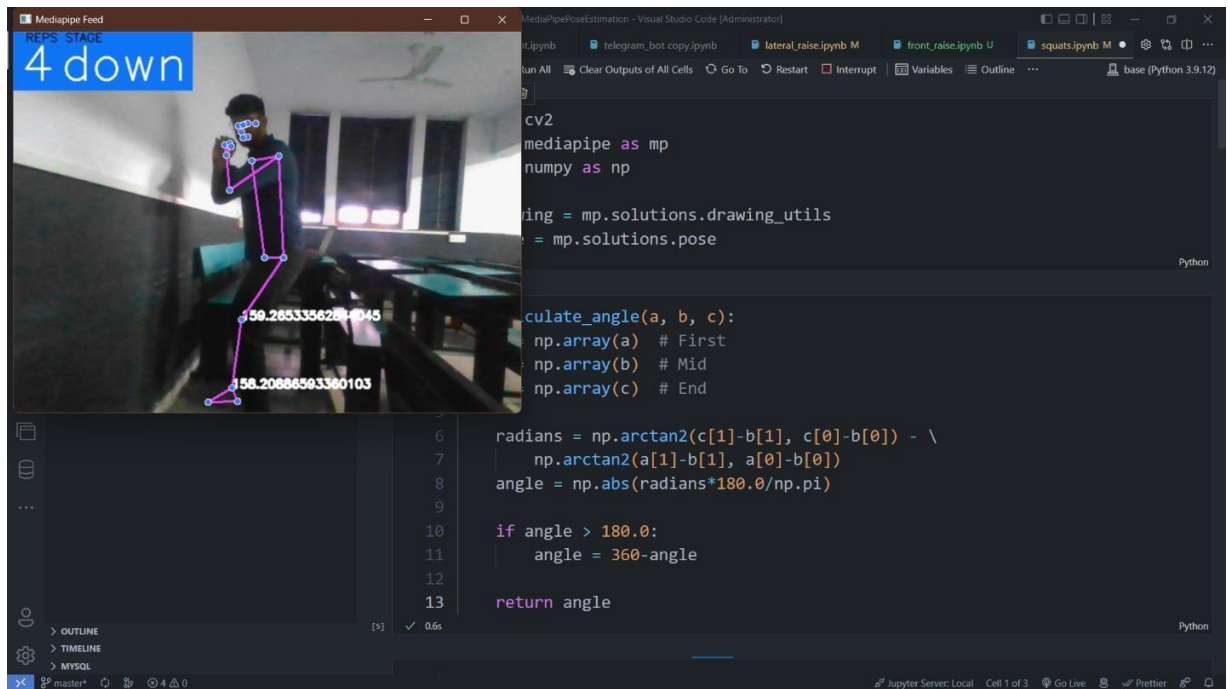 Mediapipe Feed
MediaPipePoseEstimation - Visual Studio Code [Administrator]
REPS STAGE
4 down
telegram_bot copy.ipynb
lateral_raise.ipynb M
front_raise.ipynb U
squats.ipynb M
Run All Clear Outputs of All Cells Go To Restart Interrupt Variables Outline ... base (Python 3.9.12)
cv2
mediapipe as mp
numpy as np
wing = mp.solutions.drawing_utils
= mp.solutions.pose
Python
culate_angle(a, b, c):
= np.array(a) # First
np.array(b) # Mid
np.array(c) # End
158.20886593360103
6 radians = np.arctan2(c[1]-b[1], c[0]-b[0]) - \
7 np.arctan2(a[1]-b[1], a[0]-b[0])
8 angle = np.abs(radians*180.0/np.pi)
9
10 if angle > 180.0:
11 angle = 360-angle
12
13 return angle
[5] 0.6s Python
> OUTLINE
> TIMELINE
> MYSQL
master* 4 0 Jupyter Server: Local Cell 1 of 3 Go Live Prettier